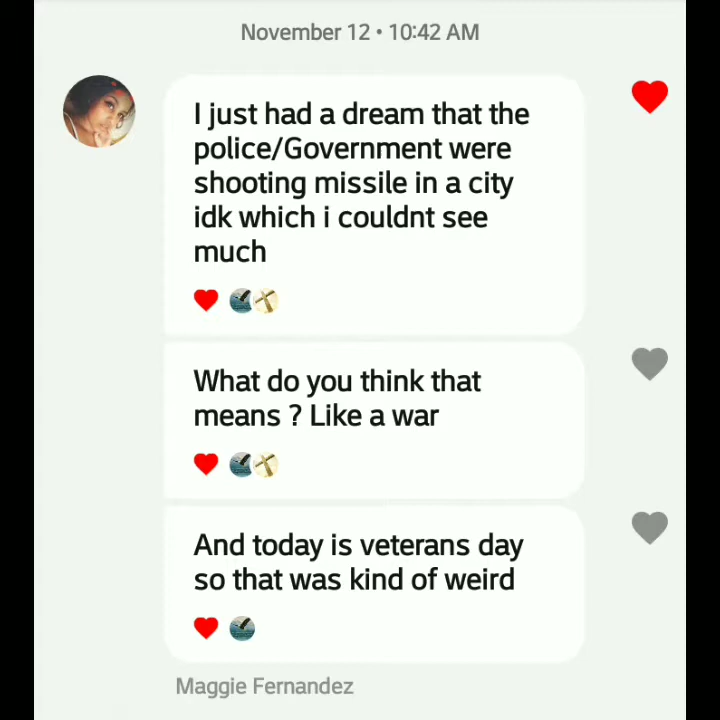 November 12 • 10:42 AM
I just had a dream that the
police/Government were
shooting missile in a city
idk which i couldnt see
much
What do you think that
means ? Like a war
And today is veterans day
so that was kind of weird
Maggie Fernandez